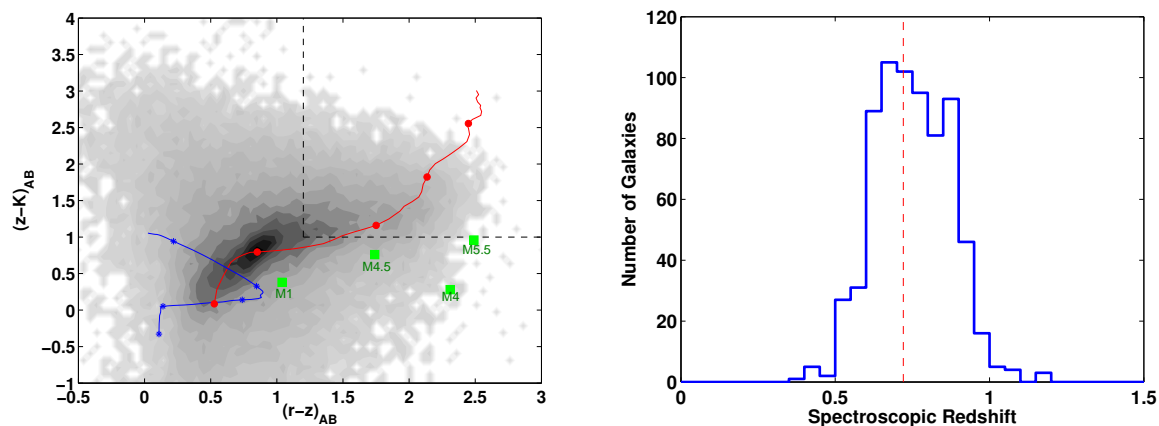 4
3.5
3
2.5
2
1.5
1
0.5
0
−0.5
−1
(z−K)AB
−0.5 0 0.5 1 1.5 2 2.5 3
(r−z)AB
M1
M4.5
M5.5
M4
120
100
80
60
40
20
0
Number of Galaxies
0 0.5 1 1.5
Spectroscopic Redshift